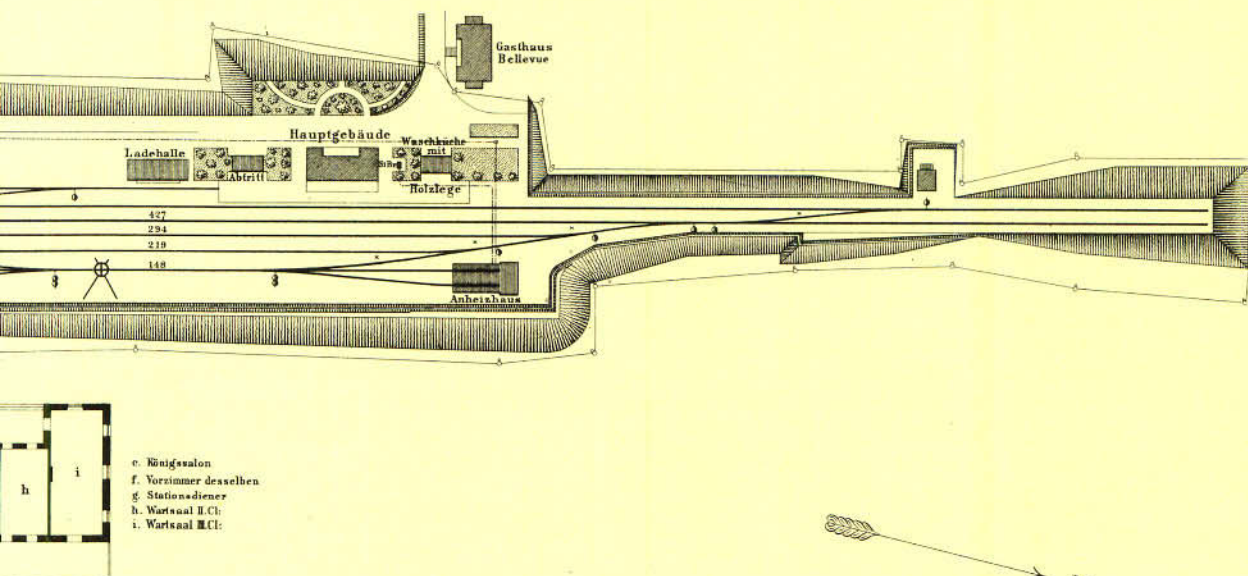 Gasthaus
Bellevue
Hauptgebäude
Ladehalle
Waschküche
mit
Abtritt
Holzlege
427
294
219
148
Anheizhaus
h
i
e. Königssalon
f. Vorzimmer desselben
g. Stationsdiener
h. Wartsaal II.Cl:
i. Wartsaal III.Cl: